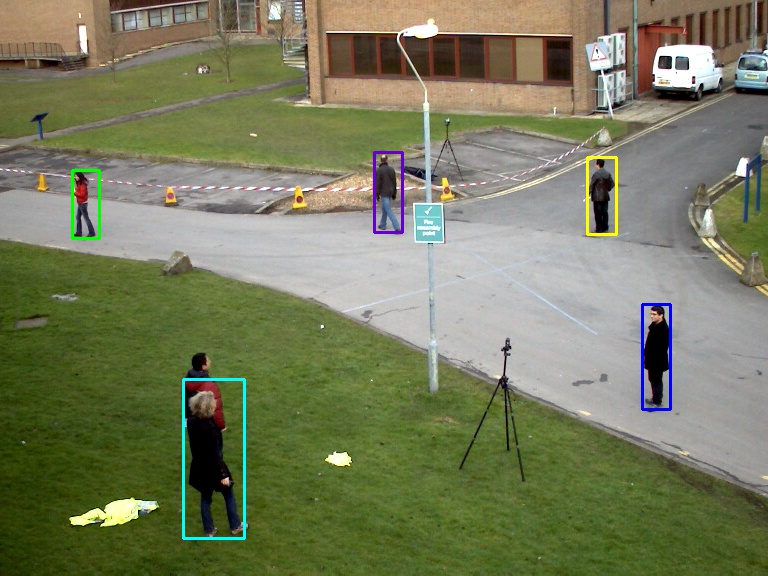 Fire
assembly
point